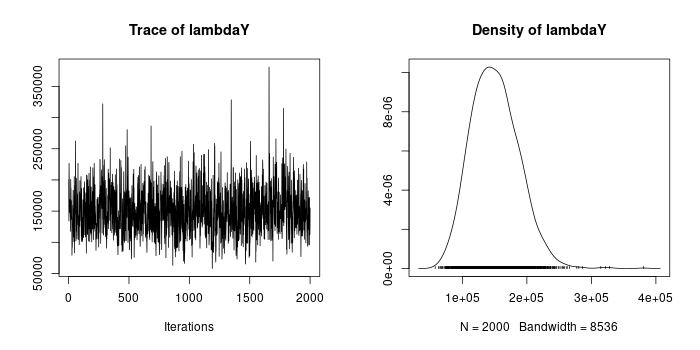 Trace of lambdaY
350000
250000
150000
50000
0
500
1000
1500
2000
Iterations
Density of lambdaY
8e-06
4e-06
0e+00
1e+05
2e+05
3e+05
4e+05
N = 2000 Bandwidth = 8536